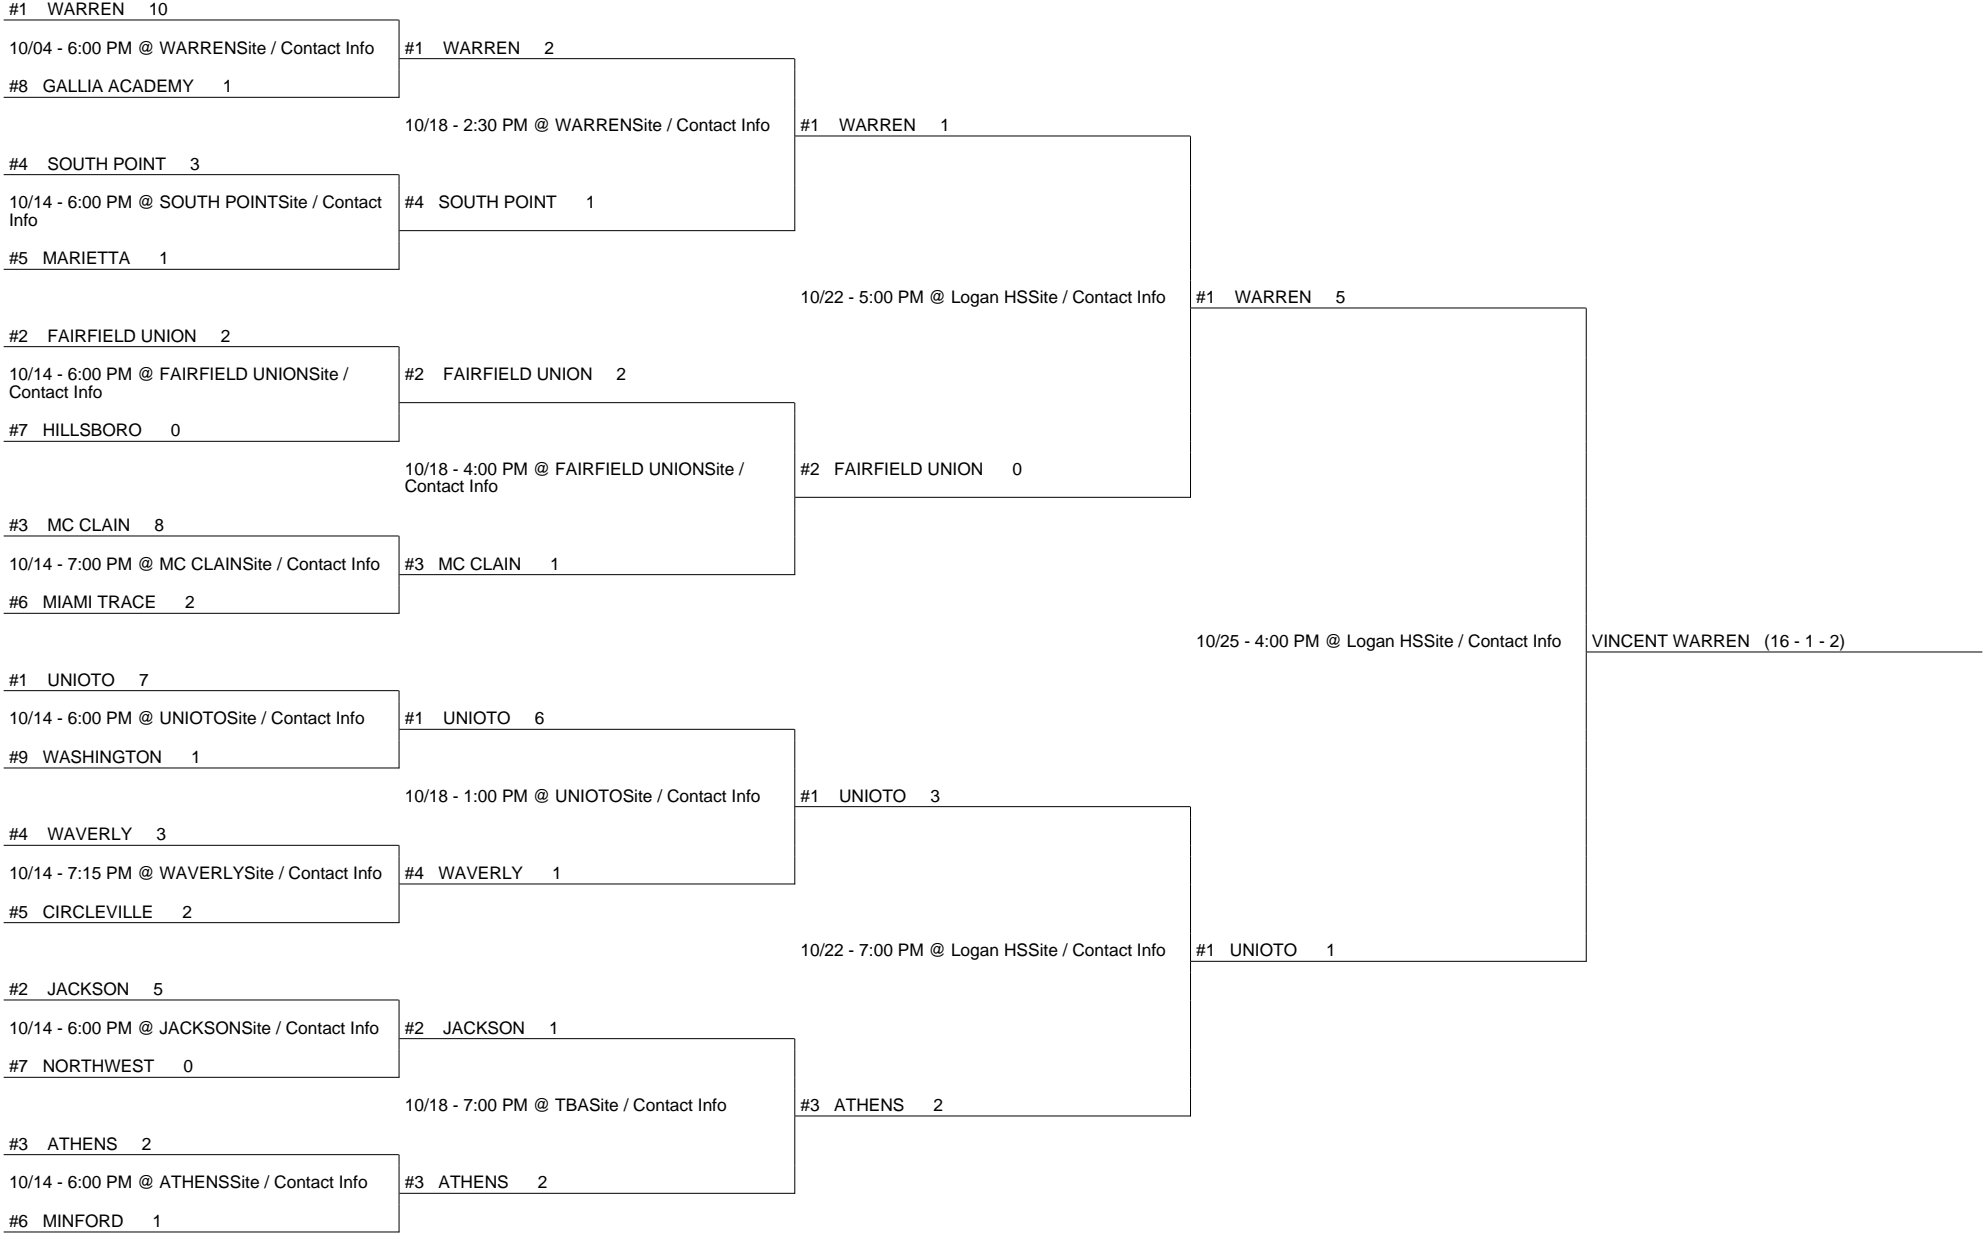 #1 WARREN 10
10/04 - 6:00 PM @ WARRENSite / Contact Info
#8 GALLIA ACADEMY 1
#4 SOUTH POINT 3
10/14 - 6:00 PM @ SOUTH POINTSite / Contact
Info
#5 MARIETTA 1
#2 FAIRFIELD UNION 2
10/14 - 6:00 PM @ FAIRFIELD UNIONSite /
Contact Info
#7 HILLSBORO 0
#3 MC CLAIN 8
10/14 - 7:00 PM @ MC CLAINSite / Contact Info
#6 MIAMI TRACE 2
#1 UNIOTO 7
10/14 - 6:00 PM @ UNIOTOSite / Contact Info
#9 WASHINGTON 1
#4 WAVERLY 3
10/14 - 7:15 PM @ WAVERLYSite / Contact Info
#5 CIRCLEVILLE 2
#2 JACKSON 5
10/14 - 6:00 PM @ JACKSONSite / Contact Info
#7 NORTHWEST 0
#3 ATHENS 2
10/14 - 6:00 PM @ ATHENSSite / Contact Info
#6 MINFORD 1
#1 WARREN 2
10/18 - 2:30 PM @ WARRENSite / Contact Info
#4 SOUTH POINT 1
#2 FAIRFIELD UNION 2
10/18 - 4:00 PM @ FAIRFIELD UNIONSite /
Contact Info
#3 MC CLAIN 1
#1 UNIOTO 6
10/18 - 1:00 PM @ UNIOTOSite / Contact Info
#4 WAVERLY 1
#2 JACKSON 1
10/18 - 7:00 PM @ TBASite / Contact Info
#3 ATHENS 2
#1 WARREN 1
10/22 - 5:00 PM @ Logan HSSite / Contact Info
#2 FAIRFIELD UNION 0
#1 UNIOTO 3
10/22 - 7:00 PM @ Logan HSSite / Contact Info
#3 ATHENS 2
#1 WARREN 5
10/25 - 4:00 PM @ Logan HSSite / Contact Info
#1 UNIOTO 1
VINCENT WARREN (16 - 1 - 2)